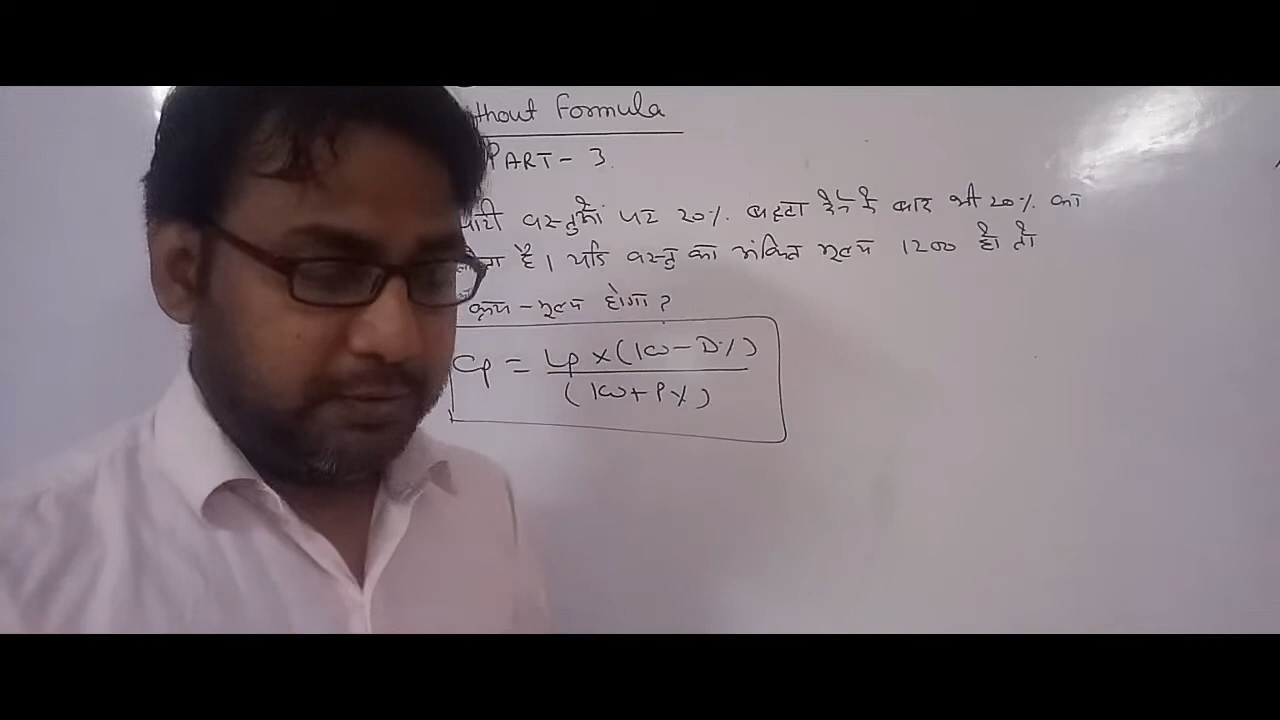 thout Formula
PART - 3.
पारी वस्तुओं पर 20% बट्टा देने के बाद भी 20% का
है। यदि वस्तु का अंकित मूल्य 1200 हो तो
क्रय - मूल्य होगा ?
CP = LP × (100 - D%)
(100 + P%)